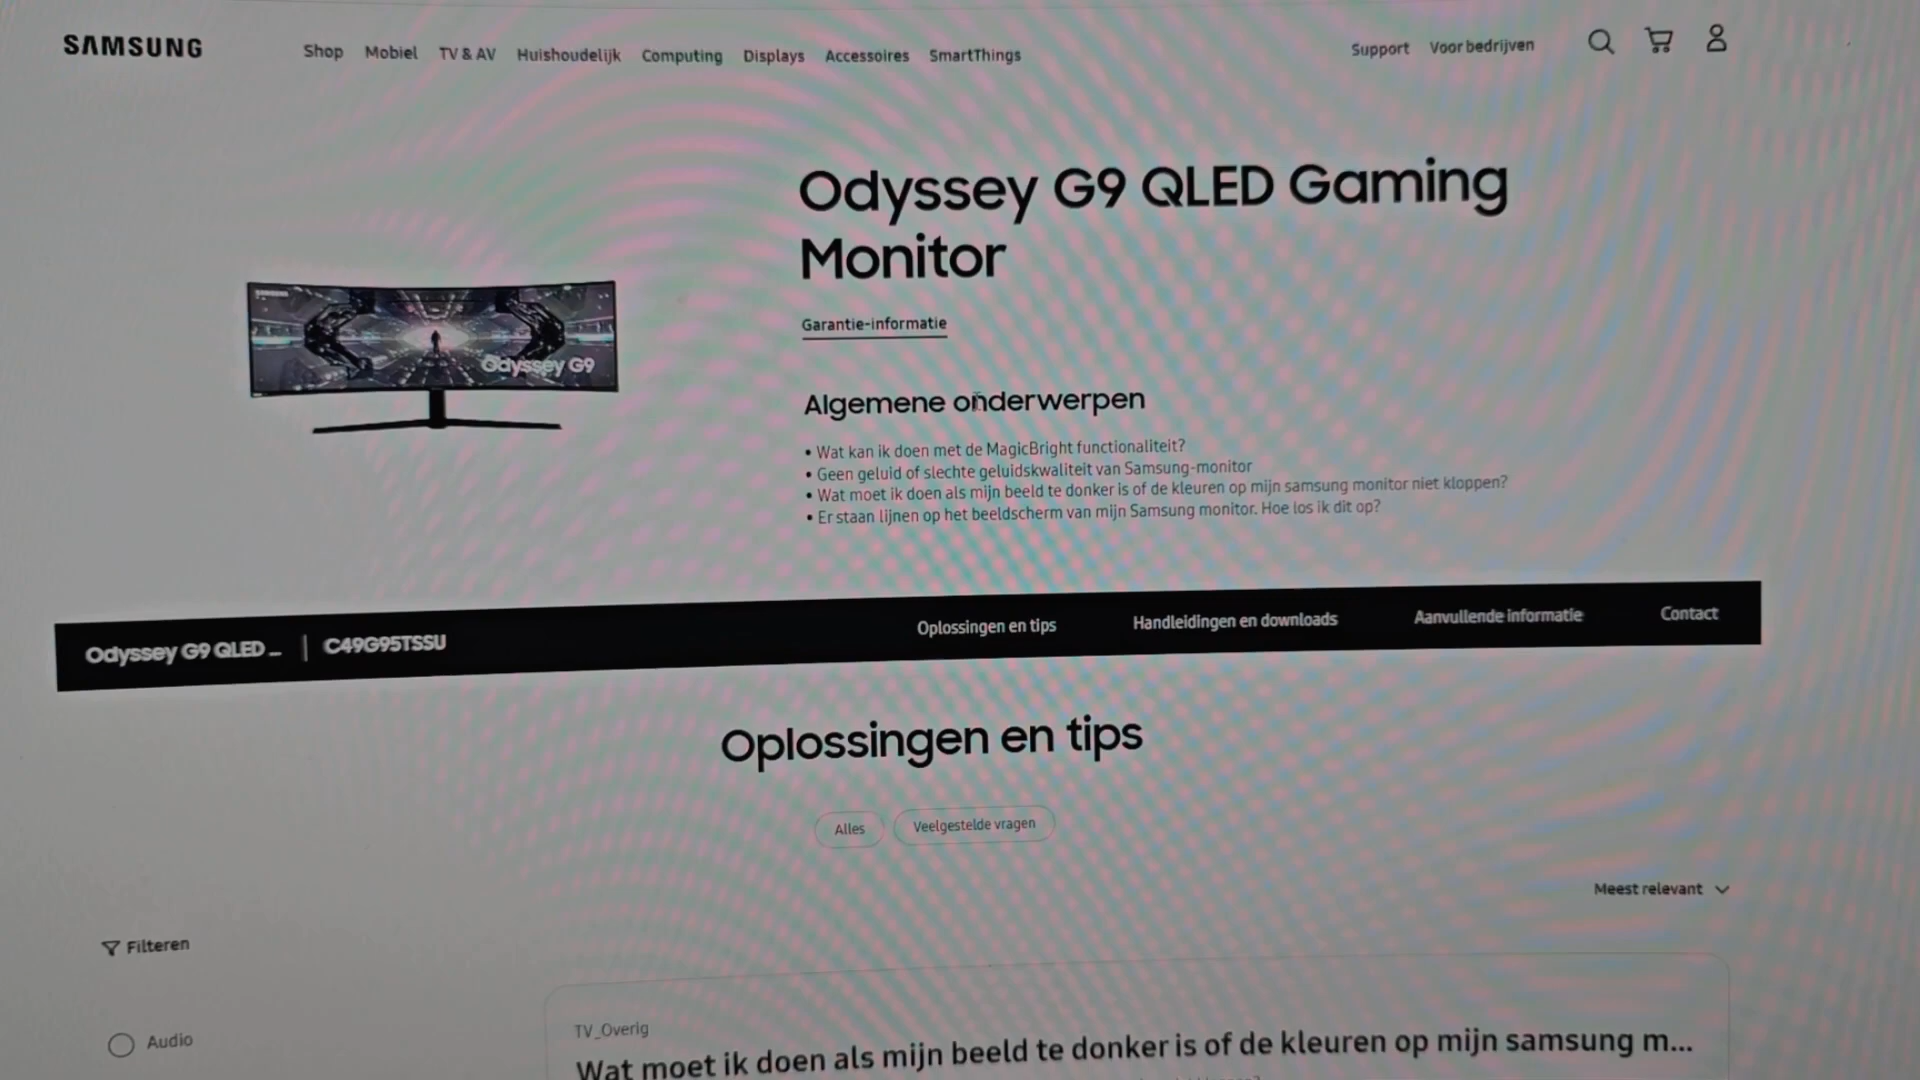 SAMSUNG
Shop Mobiel TV & AV Huishoudelijk Computing Displays Accessoires SmartThings
Support Voor bedrijven
Odyssey G9 QLED Gaming
Monitor
Odyssey G9
Garantie-informatie
Algemene onderwerpen
• Wat kan ik doen met de MagicBright functionaliteit?
• Geen geluid of slechte geluidskwaliteit van Samsung-monitor
• Wat moet ik doen als mijn beeld te donker is of de kleuren op mijn samsung monitor niet kloppen?
• Er staan lijnen op het beeldscherm van mijn Samsung monitor. Hoe los ik dit op?
Odyssey G9 QLED ... | C49G95TSSU
Oplossingen en tips Handleidingen en downloads Aanvullende informatie Contact
Oplossingen en tips
Alles Veelgestelde vragen
Meest relevant
Filteren
Audio
TV_Overig
Wat moet ik doen als mijn beeld te donker is of de kleuren op mijn samsung m...